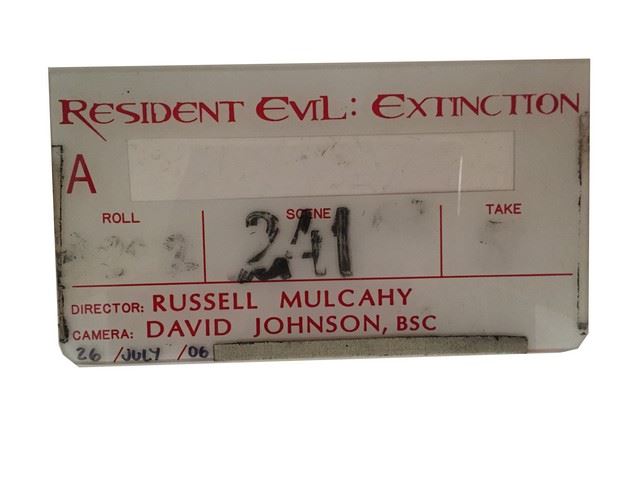 RESIDENT EVIL: EXTINCTION
A
ROLL SCENE TAKE
241
DIRECTOR: RUSSELL MULCAHY
CAMERA: DAVID JOHNSON, BSC
26 /JULY /06